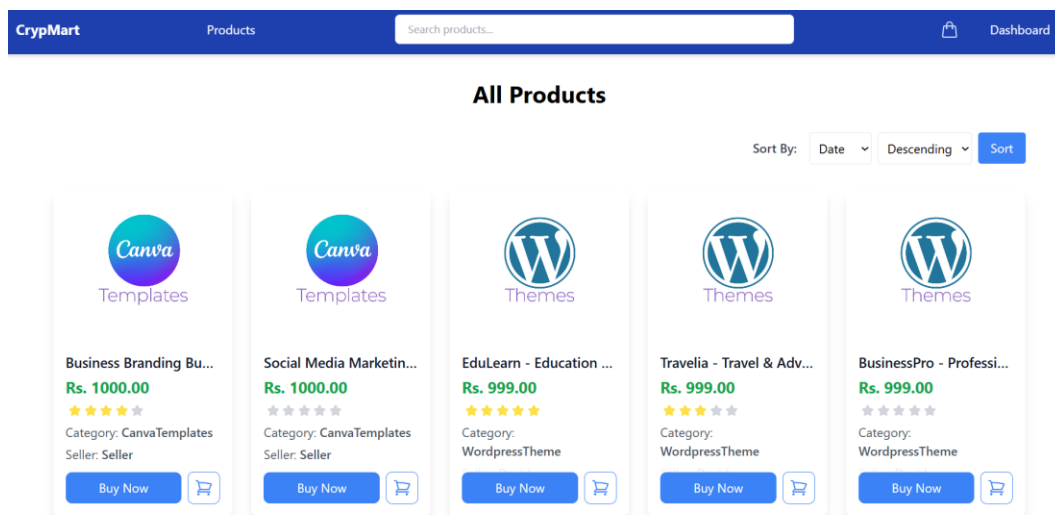 CrypMart Products Search products... Dashboard
All Products
Sort By: Date Descending Sort
Canva Canva
Templates Templates Themes Themes Themes
Business Branding Bu... Social Media Marketin... EduLearn - Education ... Travelia - Travel & Adv... BusinessPro - Professi...
Rs. 1000.00 Rs. 1000.00 Rs. 999.00 Rs. 999.00 Rs. 999.00
Category: CanvaTemplates Category: CanvaTemplates Category: Category: Category:
Seller: Seller Seller: Seller WordpressTheme WordpressTheme WordpressTheme
Buy Now Buy Now Buy Now Buy Now Buy Now